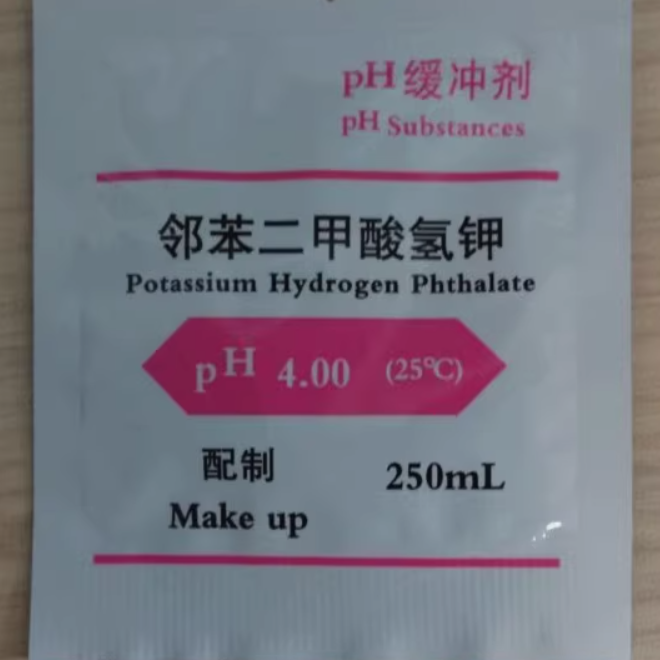 pH缓冲剂
pH Substances
邻苯二甲酸氢钾
Potassium Hydrogen Phthalate
pH 4.00 (25℃)
配制 250mL
Make up